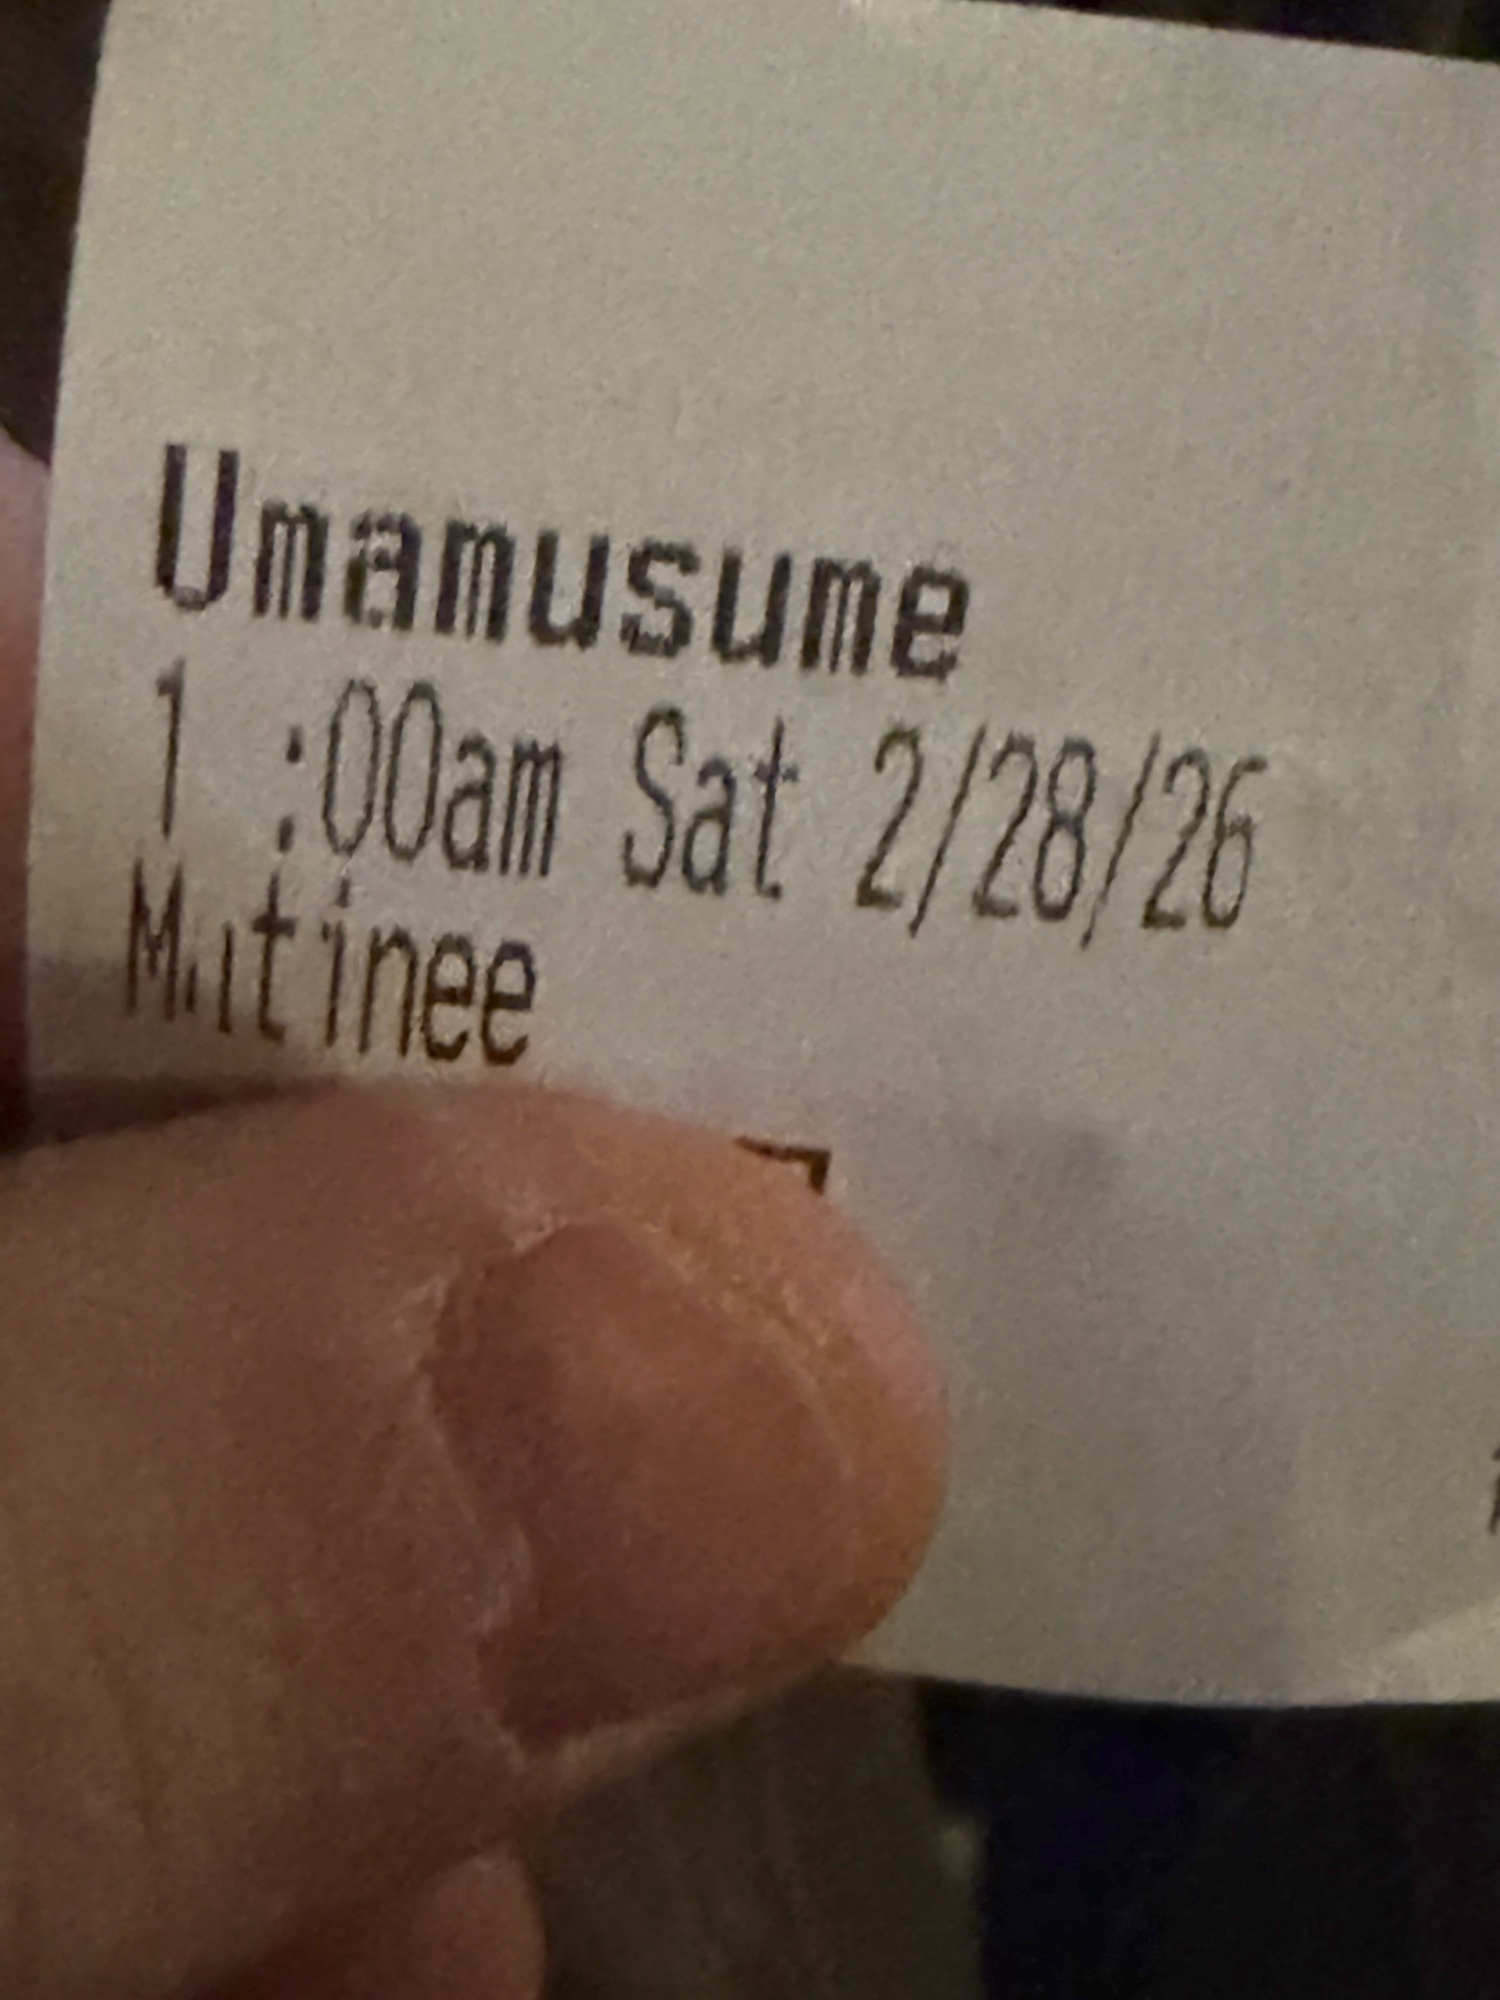 Umamusume
1 :00am Sat 2/28/26
Matinee